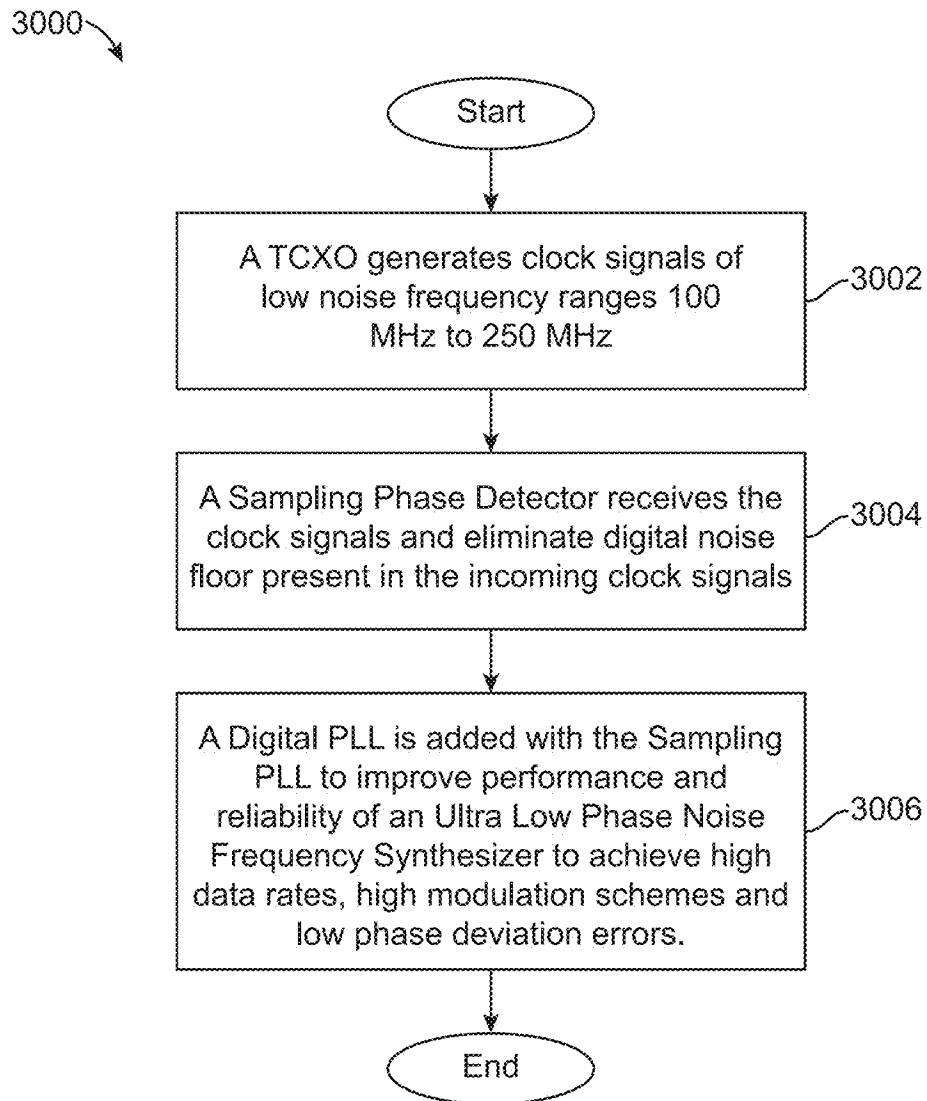 3000
Start
A TCXO generates clock signals of
low noise frequency ranges 100
MHz to 250 MHz
3002
A Sampling Phase Detector receives the
clock signals and eliminate digital noise
floor present in the incoming clock signals
3004
A Digital PLL is added with the Sampling
PLL to improve performance and
reliability of an Ultra Low Phase Noise
Frequency Synthesizer to achieve high
data rates, high modulation schemes and
low phase deviation errors.
3006
End